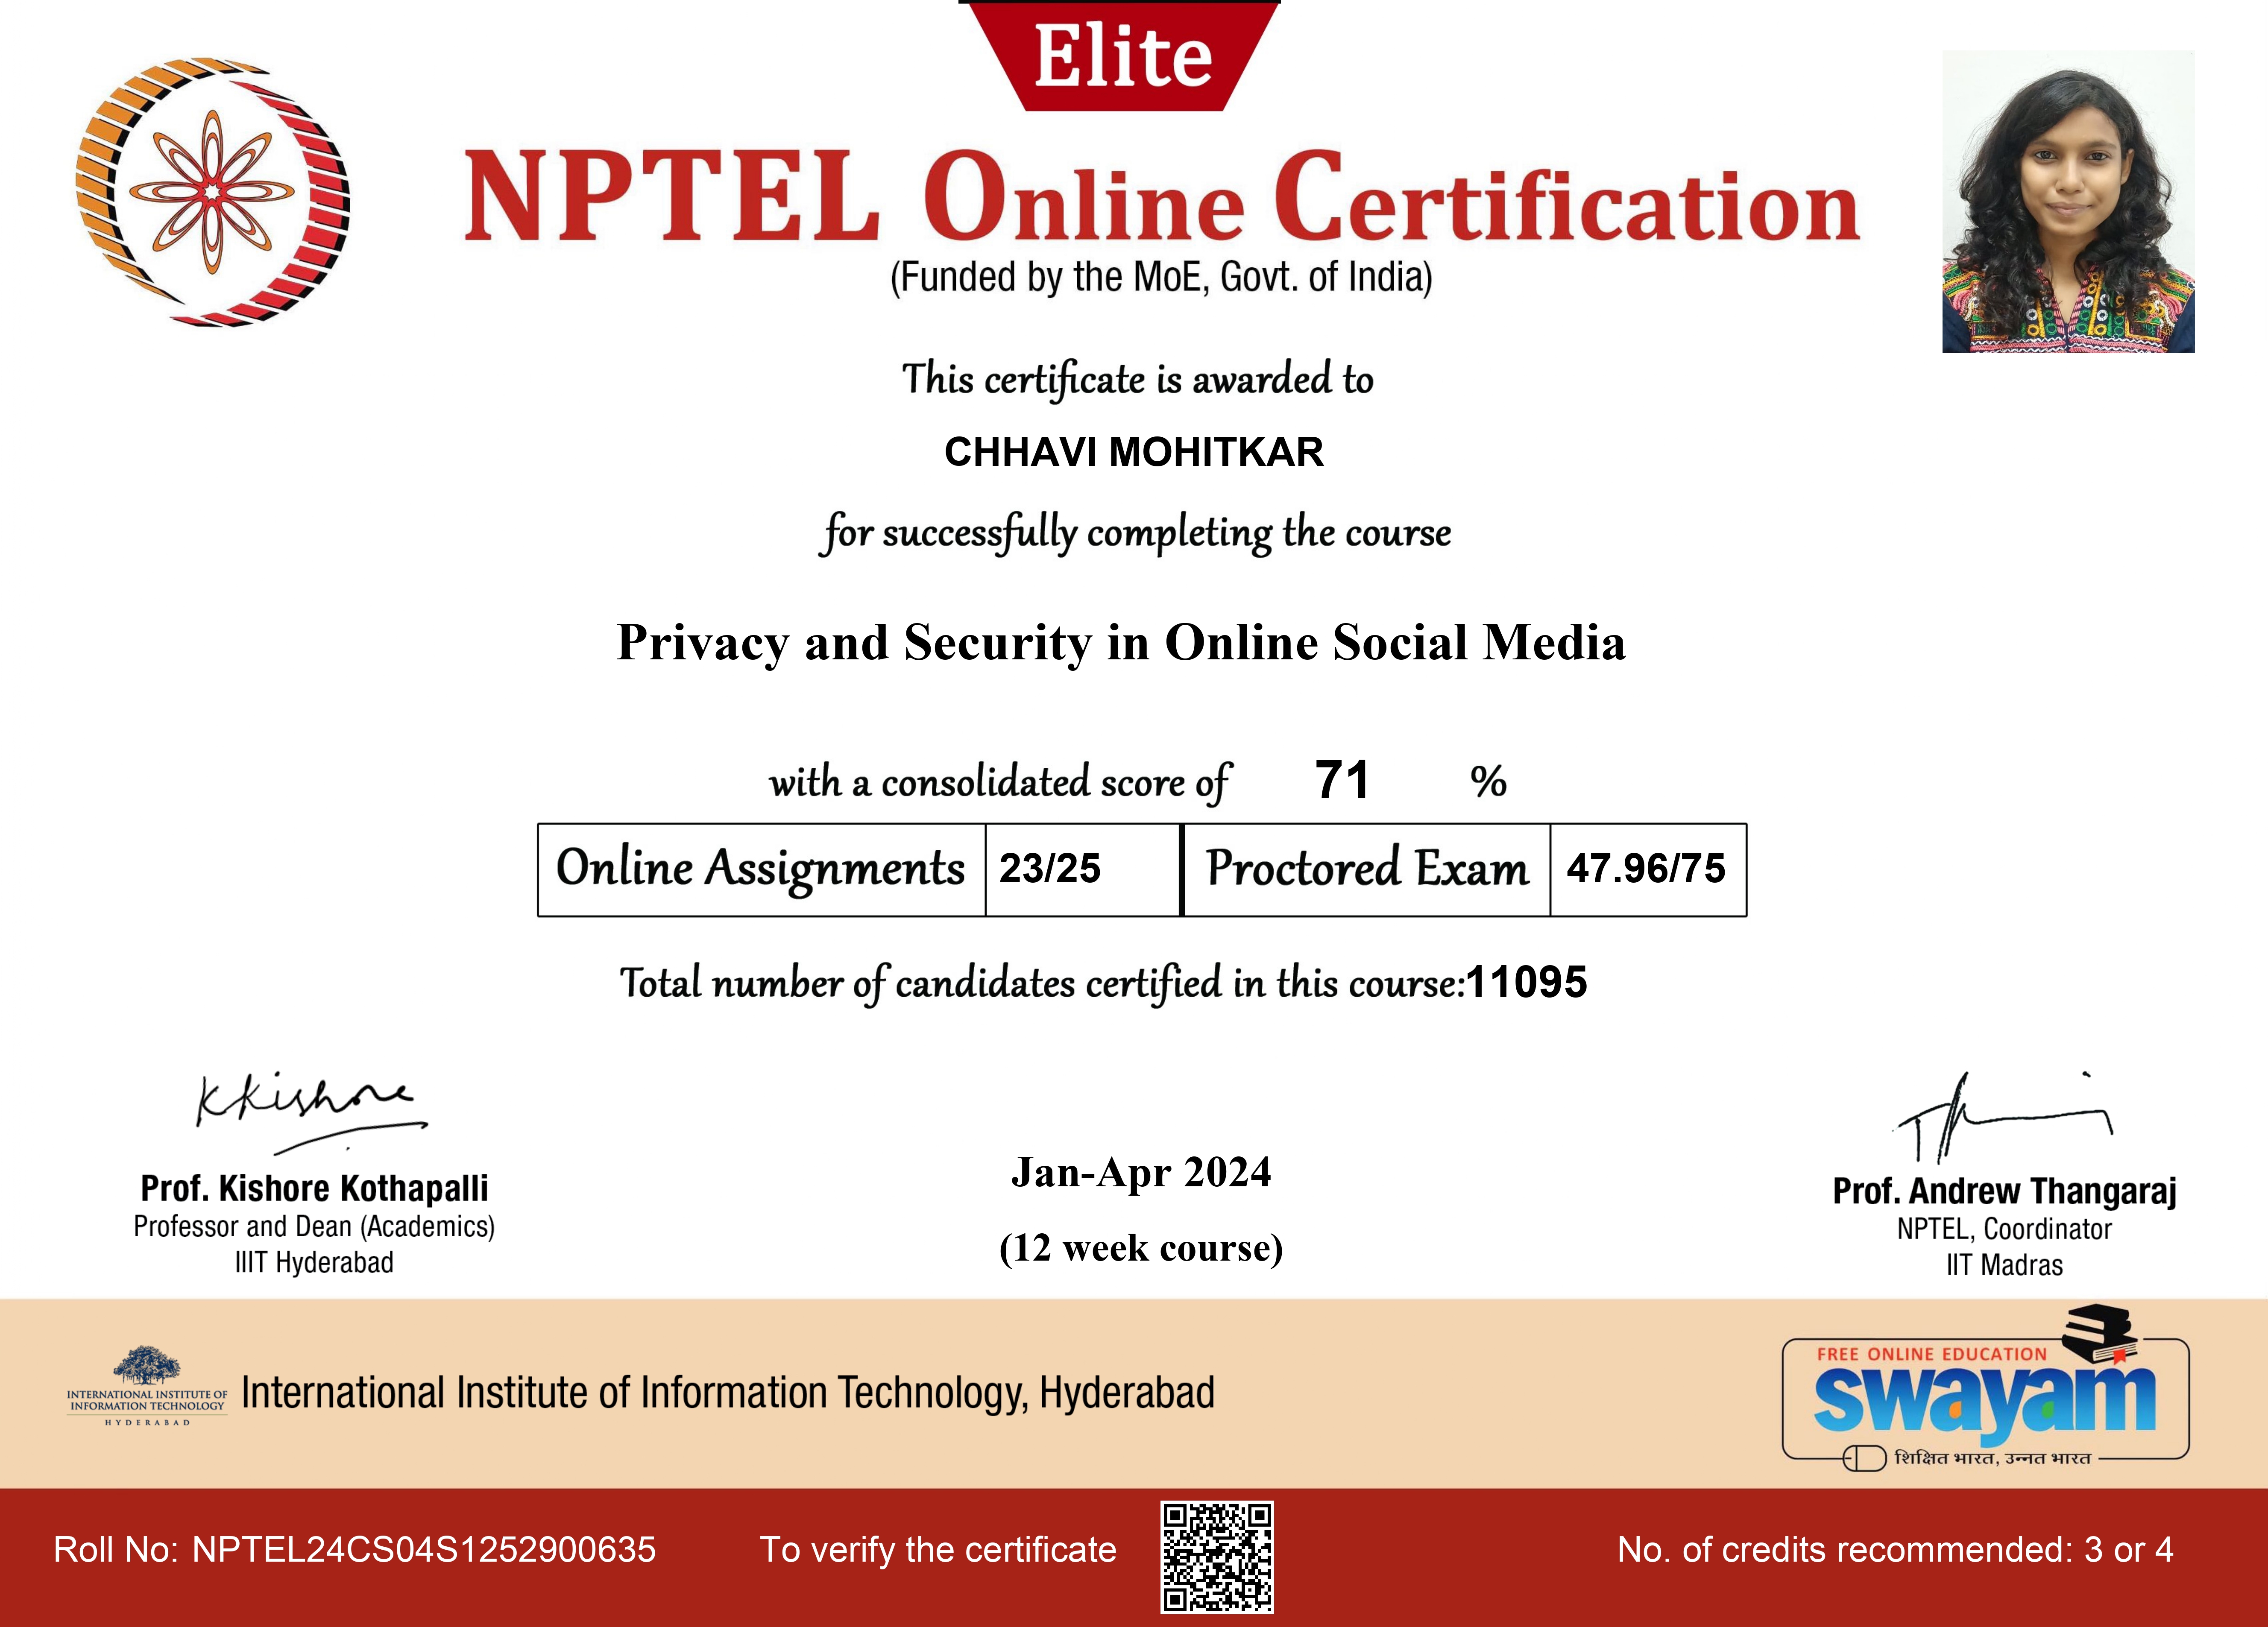 Elite
NPTEL Online Certification
(Funded by the MoE, Govt. of India)
This certificate is awarded to
CHHAVI MOHITKAR
for successfully completing the course
Privacy and Security in Online Social Media
with a consolidated score of 71 %
Online Assignments 23/25 Proctored Exam 47.96/75
Total number of candidates certified in this course:11095
KKishore
Prof. Kishore Kothapalli
Professor and Dean (Academics)
IIIT Hyderabad
Jan-Apr 2024
(12 week course)
Prof. Andrew Thangaraj
NPTEL, Coordinator
IIT Madras
INTERNATIONAL INSTITUTE OF
INFORMATION TECHNOLOGY
HYDERABAD
International Institute of Information Technology, Hyderabad
FREE ONLINE EDUCATION
swayam
शिक्षित भारत, उन्नत भारत
Roll No: NPTEL24CS04S1252900635 To verify the certificate No. of credits recommended: 3 or 4